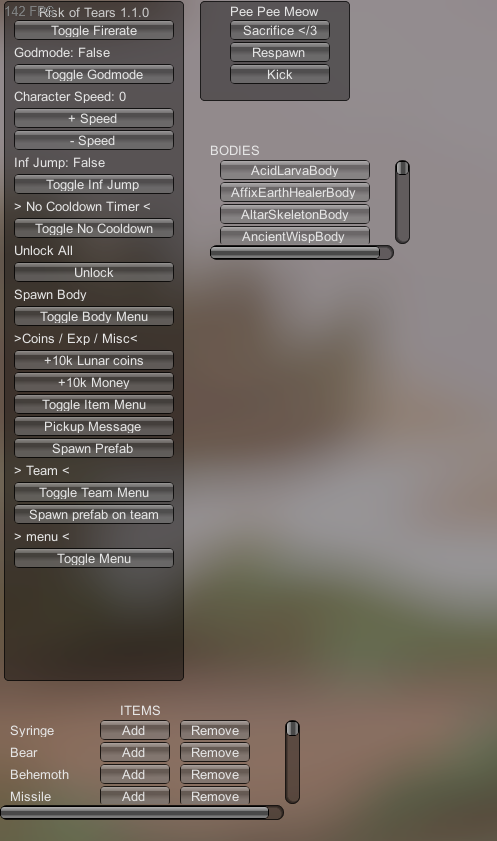 142 FPS
Risk of Tears 1.1.0
Toggle Firerate
Godmode: False
Toggle Godmode
Character Speed: 0
+ Speed
- Speed
Inf Jump: False
Toggle Inf Jump
> No Cooldown Timer <
Toggle No Cooldown
Unlock All
Unlock
Spawn Body
Toggle Body Menu
>Coins / Exp / Misc<
+10k Lunar coins
+10k Money
Toggle Item Menu
Pickup Message
Spawn Prefab
> Team <
Toggle Team Menu
Spawn prefab on team
> menu <
Toggle Menu
Pee Pee Meow
Sacrifice </3
Respawn
Kick
BODIES
AcidLarvaBody
AffixEarthHealerBody
AltarSkeletonBody
AncientWispBody
ITEMS
Syringe Add Remove
Bear Add Remove
Behemoth Add Remove
Missile Add Remove